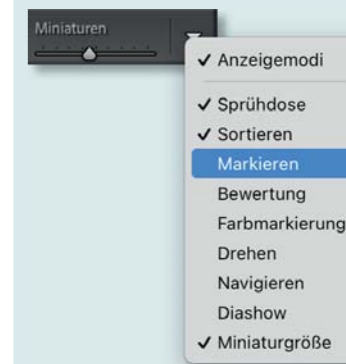 Miniaturen
Anzeigemodi
Sprühdose
Sortieren
Markieren
Bewertung
Farbmarkierung
Drehen
Navigieren
Diashow
Miniaturgröße